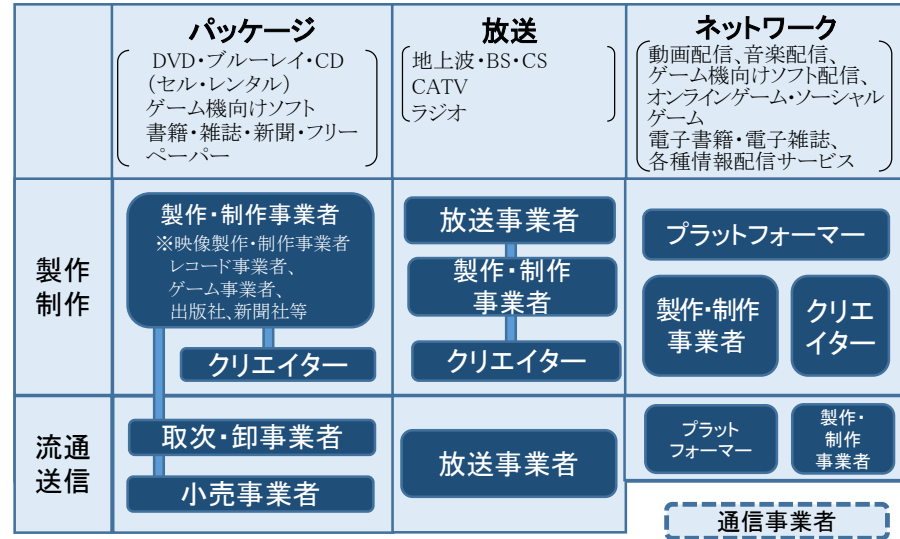 パッケージ
DVD・ブルーレイ・CD
(セル・レンタル)
ゲーム機向けソフト
書籍・雑誌・新聞・フリー
ペーパー
放送
地上波・BS・CS
CATV
ラジオ
ネットワーク
動画配信、音楽配信、
ゲーム機向けソフト配信、
オンラインゲーム・ソーシャル
ゲーム
電子書籍・電子雑誌、
各種情報配信サービス
製作
制作
製作・制作事業者
※映像製作・制作事業者
レコード事業者、
ゲーム事業者、
出版社、新聞社等
クリエイター
放送事業者
製作・制作
事業者
クリエイター
プラットフォーマー
製作・制作
事業者
クリエ
イター
流通
送信
取次・卸事業者
小売事業者
放送事業者
プラット
フォーマー
製作・
制作
事業者
通信事業者